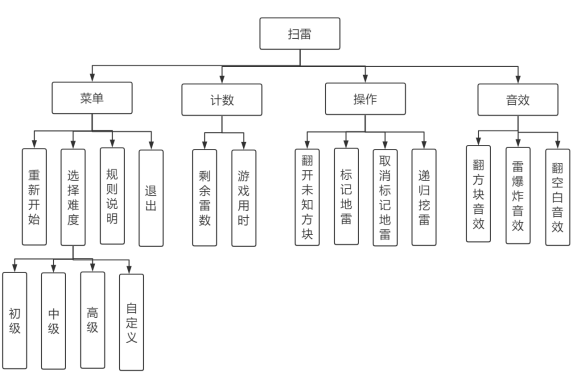 扫雷
菜单
计数
操作
音效
重新开始
选择难度
规则说明
退出
剩余雷数
游戏用时
翻开未知方块
标记地雷
取消标记地雷
递归挖雷
翻方块音效
雷爆炸音效
翻空白音效
初级
中级
高级
自定义